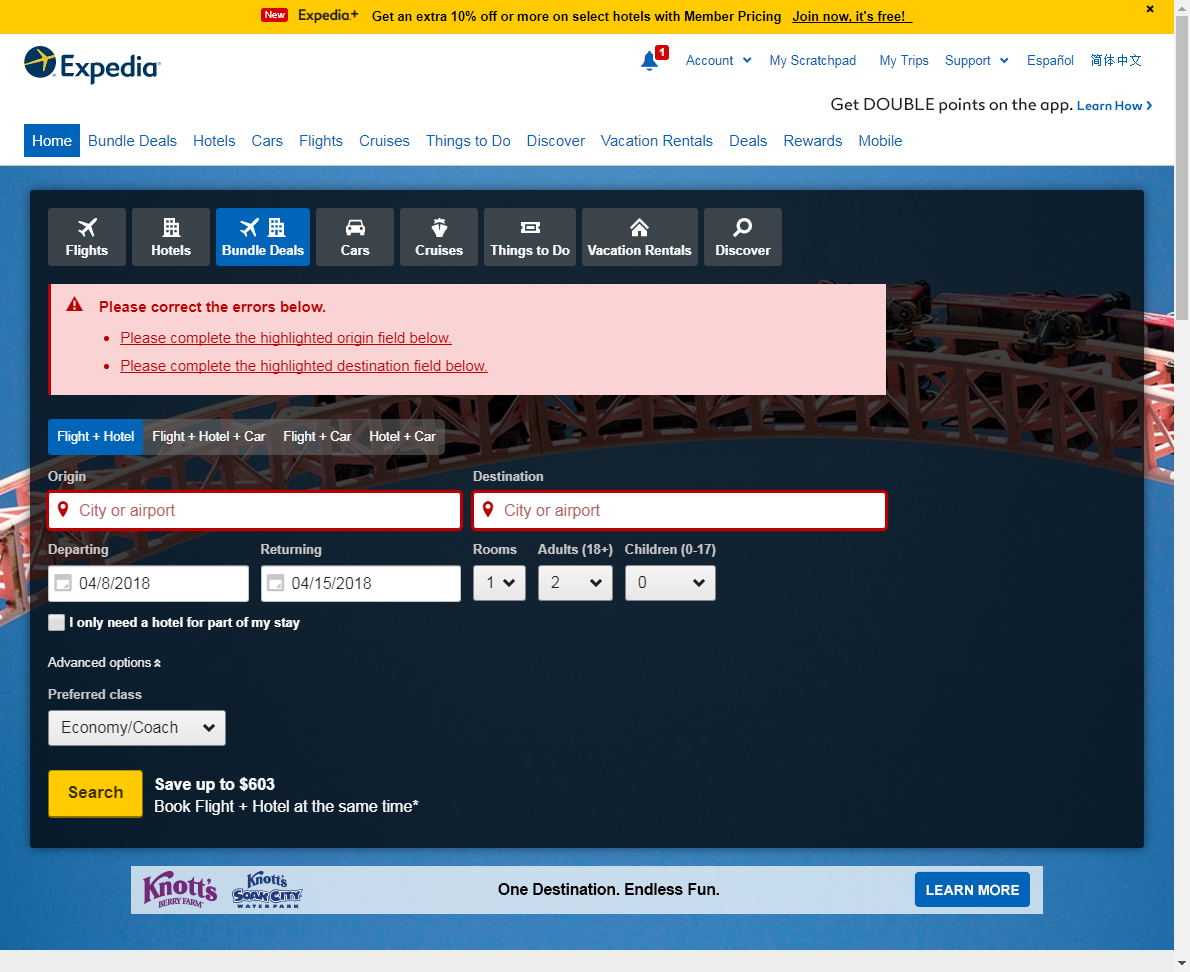 New Expedia+ Get an extra 10% off or more on select hotels with Member Pricing Join now, it's free!
Expedia
1 Account My Scratchpad My Trips Support Español 简体中文
Get DOUBLE points on the app. Learn How
Home Bundle Deals Hotels Cars Flights Cruises Things to Do Discover Vacation Rentals Deals Rewards Mobile
Flights Hotels Bundle Deals Cars Cruises Things to Do Vacation Rentals Discover
Please correct the errors below.
• Please complete the highlighted origin field below.
• Please complete the highlighted destination field below.
Flight + Hotel Flight + Hotel + Car Flight + Car Hotel + Car
Origin Destination
City or airport City or airport
Departing Returning Rooms Adults (18+) Children (0-17)
04/8/2018 04/15/2018 1 2 0
I only need a hotel for part of my stay
Advanced options
Preferred class
Economy/Coach
Search Save up to $603
Book Flight + Hotel at the same time*
Knott's BERRY FARM Knott's SOAK CITY WATERPARK One Destination. Endless Fun. LEARN MORE